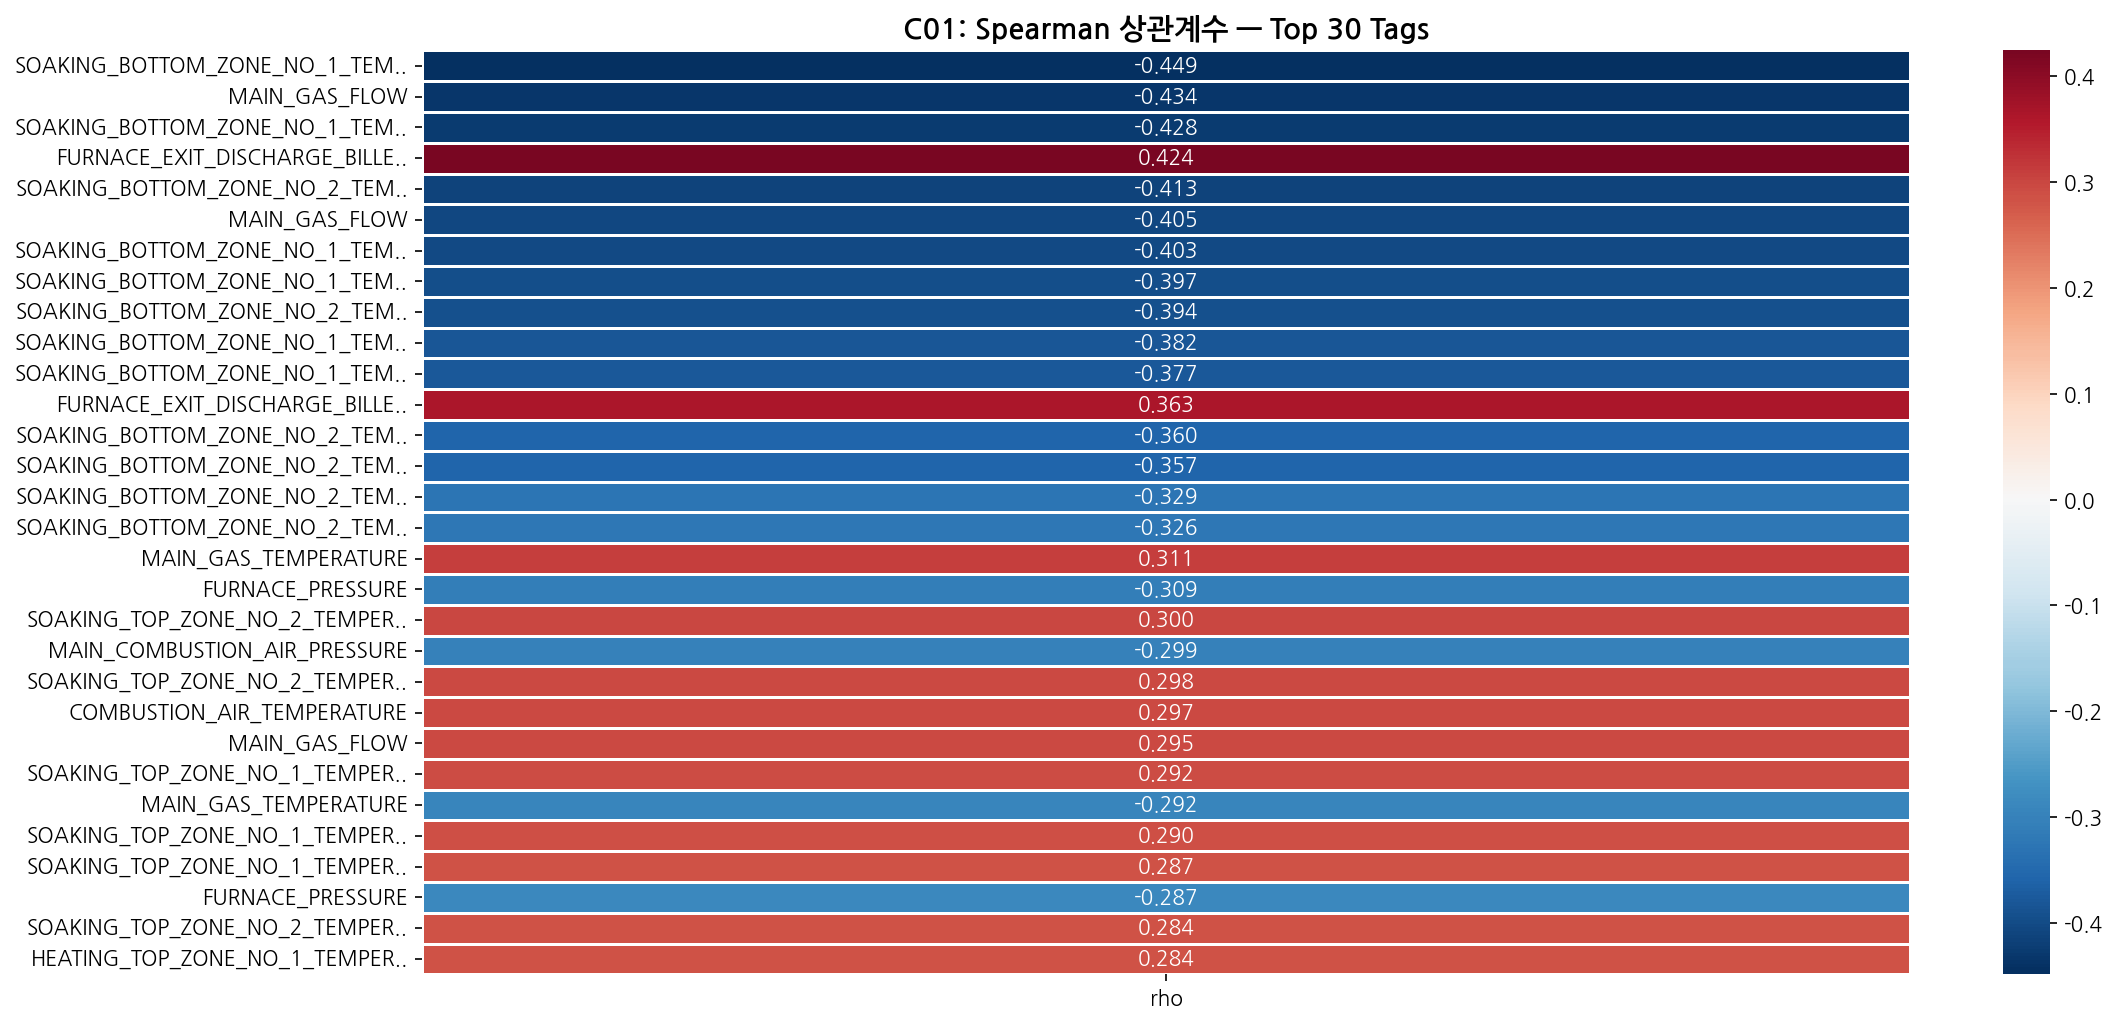 C01: Spearman 상관계수 — Top 30 Tags
SOAKING_BOTTOM_ZONE_NO_1_TEM.. -0.449
MAIN_GAS_FLOW -0.434
SOAKING_BOTTOM_ZONE_NO_1_TEM.. -0.428
FURNACE_EXIT_DISCHARGE_BILLE.. 0.424
SOAKING_BOTTOM_ZONE_NO_2_TEM.. -0.413
MAIN_GAS_FLOW -0.405
SOAKING_BOTTOM_ZONE_NO_1_TEM.. -0.403
SOAKING_BOTTOM_ZONE_NO_1_TEM.. -0.397
SOAKING_BOTTOM_ZONE_NO_2_TEM.. -0.394
SOAKING_BOTTOM_ZONE_NO_1_TEM.. -0.382
SOAKING_BOTTOM_ZONE_NO_1_TEM.. -0.377
FURNACE_EXIT_DISCHARGE_BILLE.. 0.363
SOAKING_BOTTOM_ZONE_NO_2_TEM.. -0.360
SOAKING_BOTTOM_ZONE_NO_2_TEM.. -0.357
SOAKING_BOTTOM_ZONE_NO_2_TEM.. -0.329
SOAKING_BOTTOM_ZONE_NO_2_TEM.. -0.326
MAIN_GAS_TEMPERATURE 0.311
FURNACE_PRESSURE -0.309
SOAKING_TOP_ZONE_NO_2_TEMPER.. 0.300
MAIN_COMBUSTION_AIR_PRESSURE -0.299
SOAKING_TOP_ZONE_NO_2_TEMPER.. 0.298
COMBUSTION_AIR_TEMPERATURE 0.297
MAIN_GAS_FLOW 0.295
SOAKING_TOP_ZONE_NO_1_TEMPER.. 0.292
MAIN_GAS_TEMPERATURE -0.292
SOAKING_TOP_ZONE_NO_1_TEMPER.. 0.290
SOAKING_TOP_ZONE_NO_1_TEMPER.. 0.287
FURNACE_PRESSURE -0.287
SOAKING_TOP_ZONE_NO_2_TEMPER.. 0.284
HEATING_TOP_ZONE_NO_1_TEMPER.. 0.284
rho
0.4
0.3
0.2
0.1
0.0
-0.1
-0.2
-0.3
-0.4